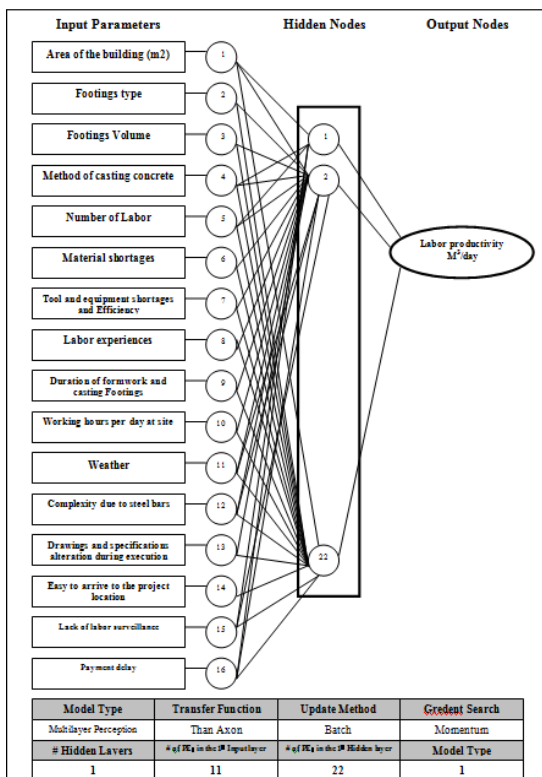 Input Parameters Hidden Nodes Output Nodes
Area of the building (m2) 1
Footings type 2
Footings Volume 3
Method of casting concrete 4
Number of Labor 5
Material shortages 6
Tool and equipment shortages
and Efficiency 7
Labor experiences 8
Duration of formwork and
casting Footings 9
Working hours per day at site 10
Weather 11
Complexity due to steel bars 12
Drawings and specifications
alteration during execution 13
Easy to arrive to the project
location 14
Lack of labor surveillance 15
Payment delay 16
1
2
22
Labor productivity
M³/day
Model Type Transfer Function Update Method Gredent Search
Multilayer Perception Than Axon Batch Momentum
# Hidden Layers # of PEs in the 1st Input layer # of PEs in the 1st Hidden layer Model Type
1 11 22 1